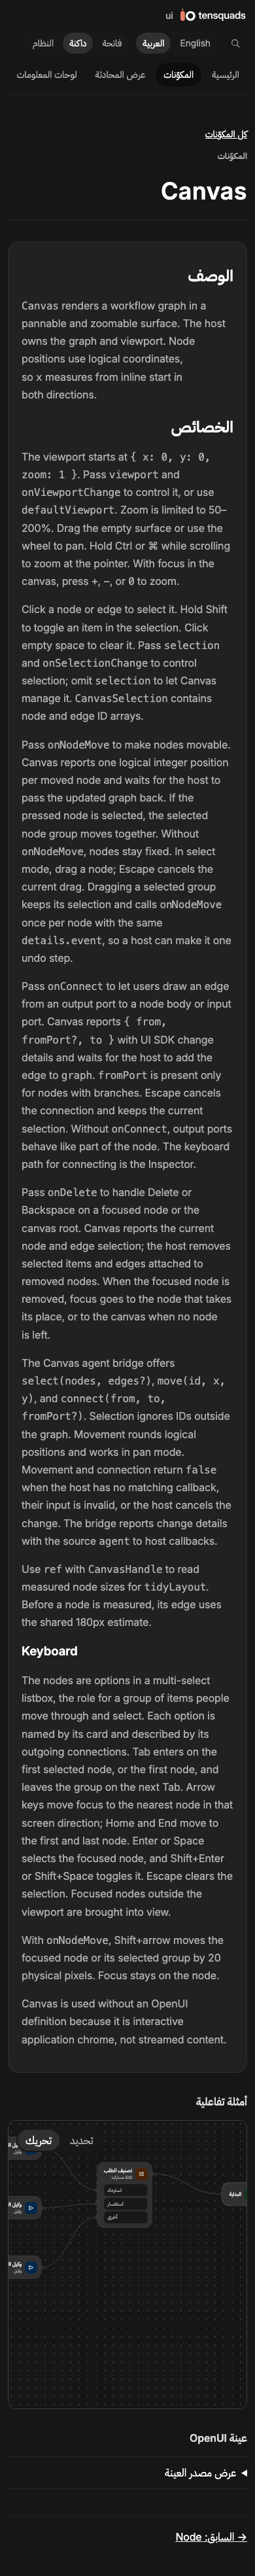 tensquads ui
English العربية فاتحة داكنة النظام
الرئيسية المكوّنات عرض المحادثة لوحات المعلومات
كل المكوّنات
المكوّنات
Canvas
الوصف
Canvas renders a workflow graph in a
pannable and zoomable surface. The host
owns the graph and viewport. Node
positions use logical coordinates,
so x measures from inline start in
both directions.
الخصائص
The viewport starts at { x: 0, y: 0,
zoom: 1 }. Pass viewport and
onViewportChange to control it, or use
defaultViewport. Zoom is limited to 50–
200%. Drag the empty surface or use the
wheel to pan. Hold Ctrl or ⌘ while scrolling
to zoom at the pointer. With focus in the
canvas, press +, −, or 0 to zoom.
Click a node or edge to select it. Hold Shift
to toggle an item in the selection. Click
empty space to clear it. Pass selection
and onSelectionChange to control
selection; omit selection to let Canvas
manage it. CanvasSelection contains
node and edge ID arrays.
Pass onNodeMove to make nodes movable.
Canvas reports one logical integer position
per moved node and waits for the host to
pass the updated graph back. If the
pressed node is selected, the selected
node group moves together. Without
onNodeMove, nodes stay fixed. In select
mode, drag a node; Escape cancels the
current drag. Dragging a selected group
keeps its selection and calls onNodeMove
once per node with the same
details.event, so a host can make it one
undo step.
Pass onConnect to let users draw an edge
from an output port to a node body or input
port. Canvas reports { from,
fromPort?, to } with UI SDK change
details and waits for the host to add the
edge to graph. fromPort is present only
for nodes with branches. Escape cancels
the connection and keeps the current
selection. Without onConnect, output ports
behave like part of the node. The keyboard
path for connecting is the Inspector.
Pass onDelete to handle Delete or
Backspace on a focused node or the
canvas root. Canvas reports the current
node and edge selection; the host removes
selected items and edges attached to
removed nodes. When the focused node is
removed, focus goes to the node that takes
its place, or to the canvas when no node
is left.
The Canvas agent bridge offers
select(nodes, edges?), move(id, x,
y), and connect(from, to,
fromPort?). Selection ignores IDs outside
the graph. Movement rounds logical
positions and works in pan mode.
Movement and connection return false
when the host has no matching callback,
their input is invalid, or the host cancels the
change. The bridge reports change details
with the source agent to host callbacks.
Use ref with CanvasHandle to read
measured node sizes for tidyLayout.
Before a node is measured, its edge uses
the shared 180px estimate.
Keyboard
The nodes are options in a multi-select
listbox, the role for a group of items people
move through and select. Each option is
named by its card and described by its
outgoing connections. Tab enters on the
first selected node, or the first node, and
leaves the group on the next Tab. Arrow
keys move focus to the nearest node in that
screen direction; Home and End move to
the first and last node. Enter or Space
selects the focused node, and Shift+Enter
or Shift+Space toggles it. Escape clears the
selection. Focused nodes outside the
viewport are brought into view.
With onNodeMove, Shift+arrow moves the
focused node or its selected group by 20
physical pixels. Focus stays on the node.
Canvas is used without an OpenUI
definition because it is an interactive
application chrome, not streamed content.
أمثلة تفاعلية
تحديد تحريك
تصنيف الطلب
البداية
استرداد
استفسار
أخرى
عينة OpenUI
عرض مصدر العينة
→ السابق: Node